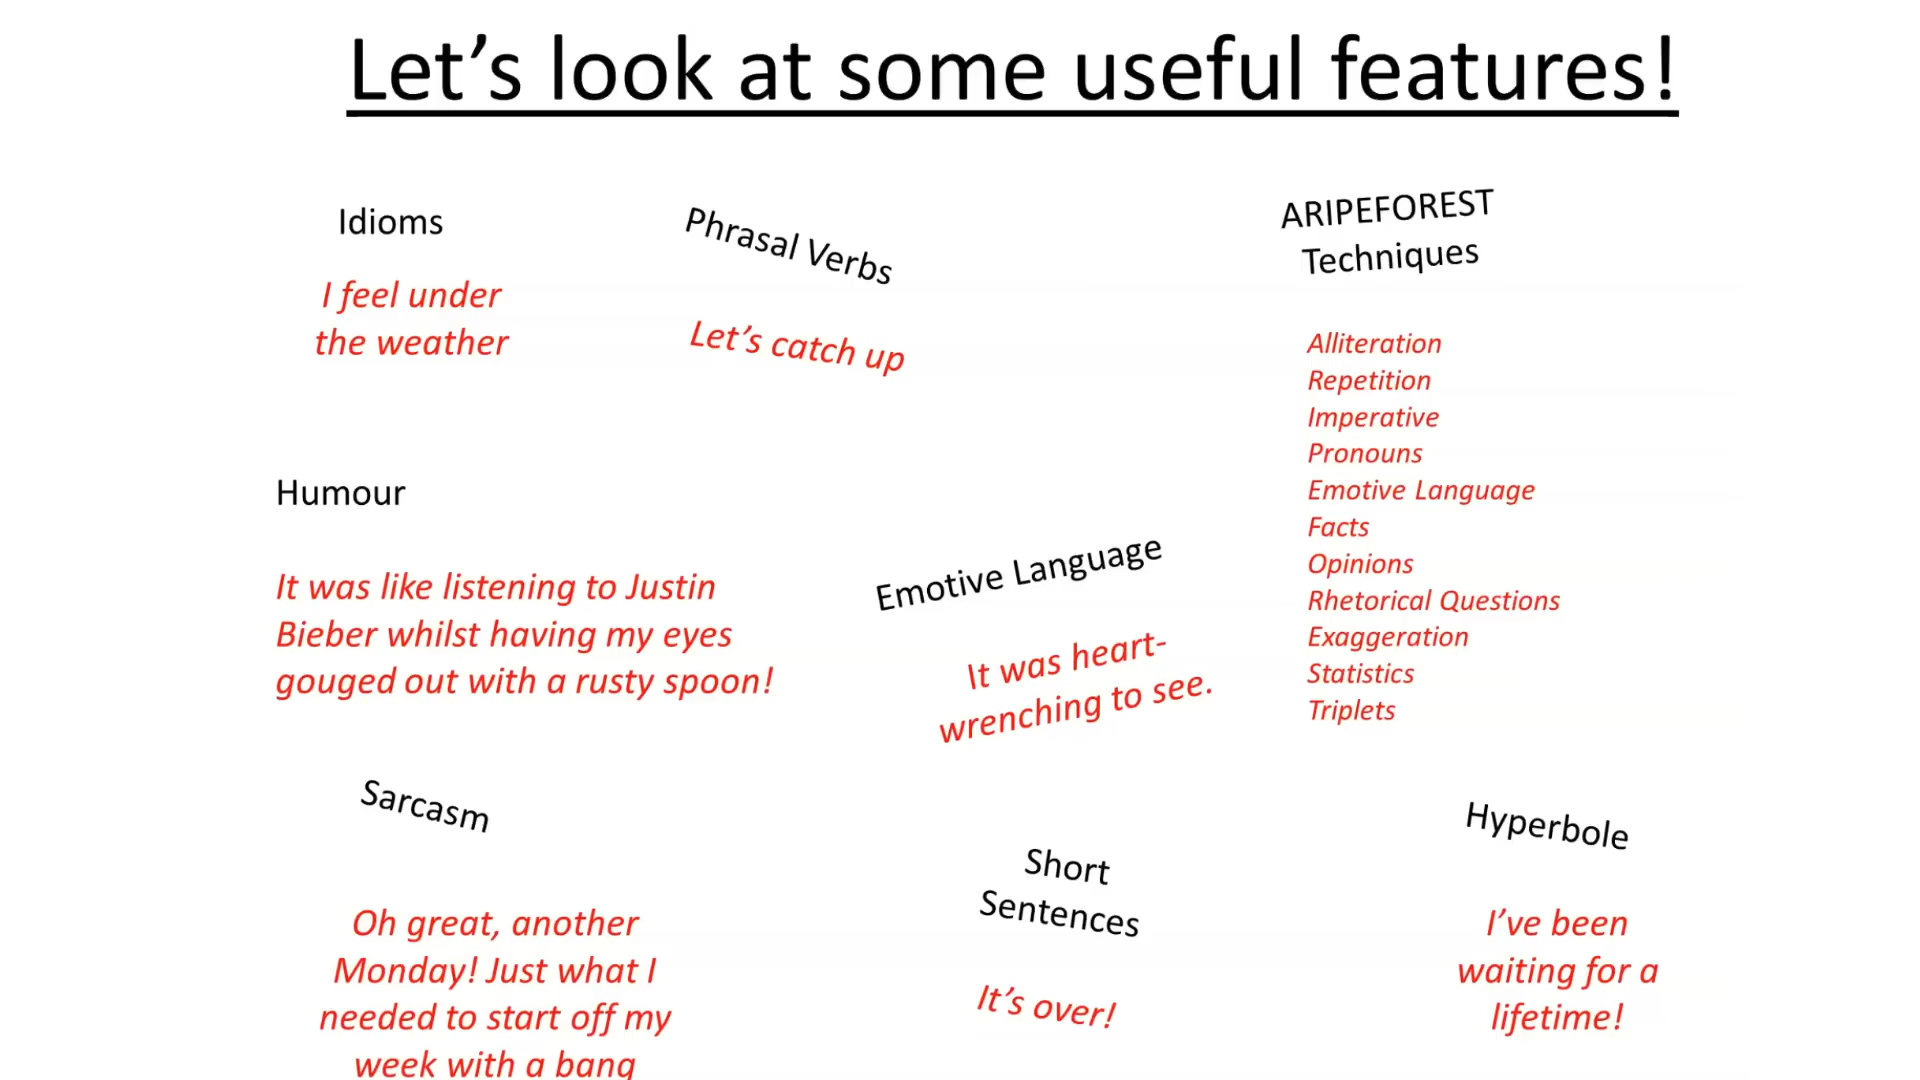 Let's look at some useful features!
Idioms
I feel under
the weather
Phrasal Verbs
Let's catch up
ARIPEFOREST
Techniques
Alliteration
Repetition
Imperative
Pronouns
Emotive Language
Facts
Opinions
Rhetorical Questions
Exaggeration
Statistics
Triplets
Humour
It was like listening to Justin
Bieber whilst having my eyes
gouged out with a rusty spoon!
Emotive Language
It was heart-
wrenching to see.
Sarcasm
Oh great, another
Monday! Just what I
needed to start off my
week with a bang
Short
Sentences
It's over!
Hyperbole
I've been
waiting for a
lifetime!